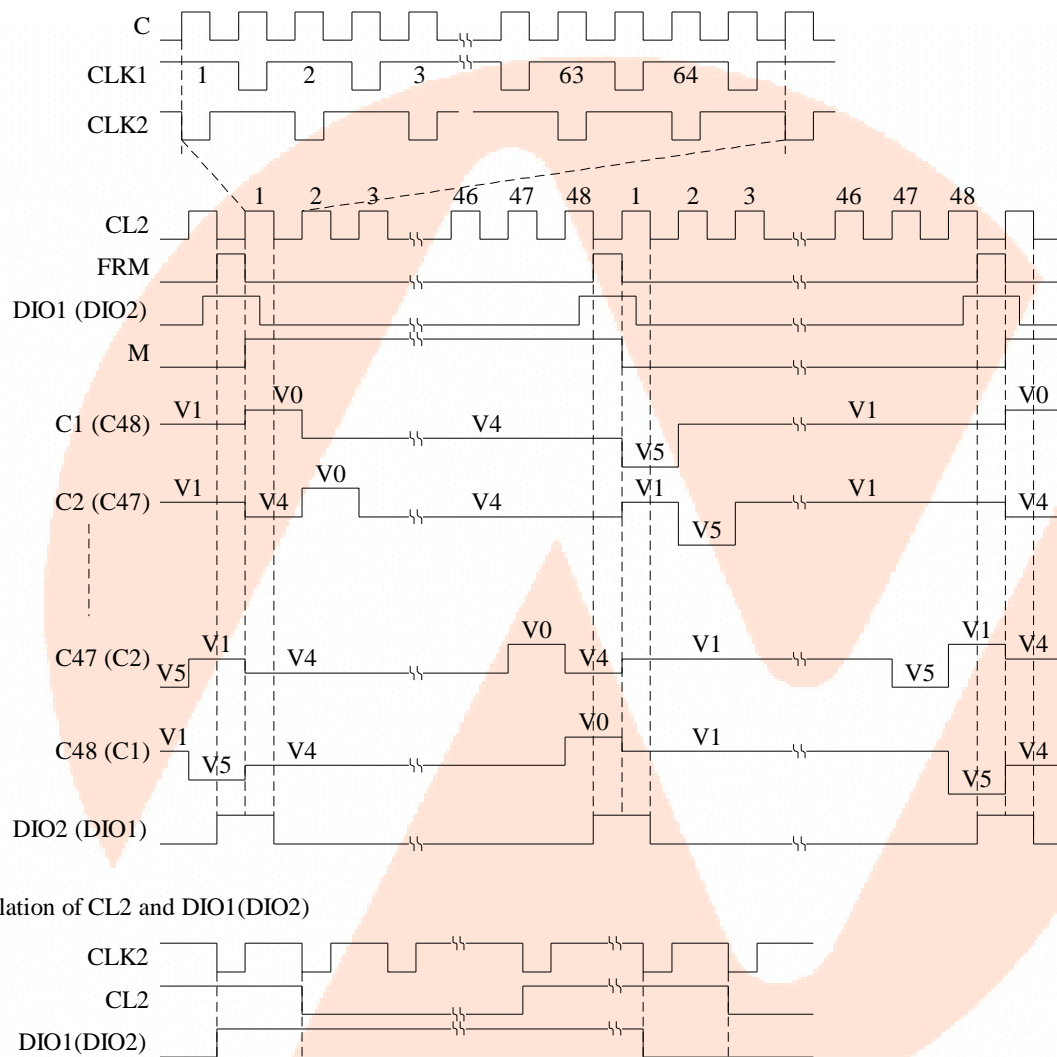 C
CLK1 1 2 3 63 64
CLK2
1 2 3 46 47 48 1 2 3 46 47 48
CL2
FRM
DIO1 (DIO2)
M
V0 V0
V1 V1
C1 (C48) V4
V5
V0
V1 V1 V1
C2 (C47) V4 V4 V4
V5
V0
V1 V1 V1
C47 (C2) V4 V4 V4
V5 V5
V0
V1 V1
C48 (C1) V4 V4
V5 V5
DIO2 (DIO1)
lation of CL2 and DIO1(DIO2)
CLK2
CL2
DIO1(DIO2)